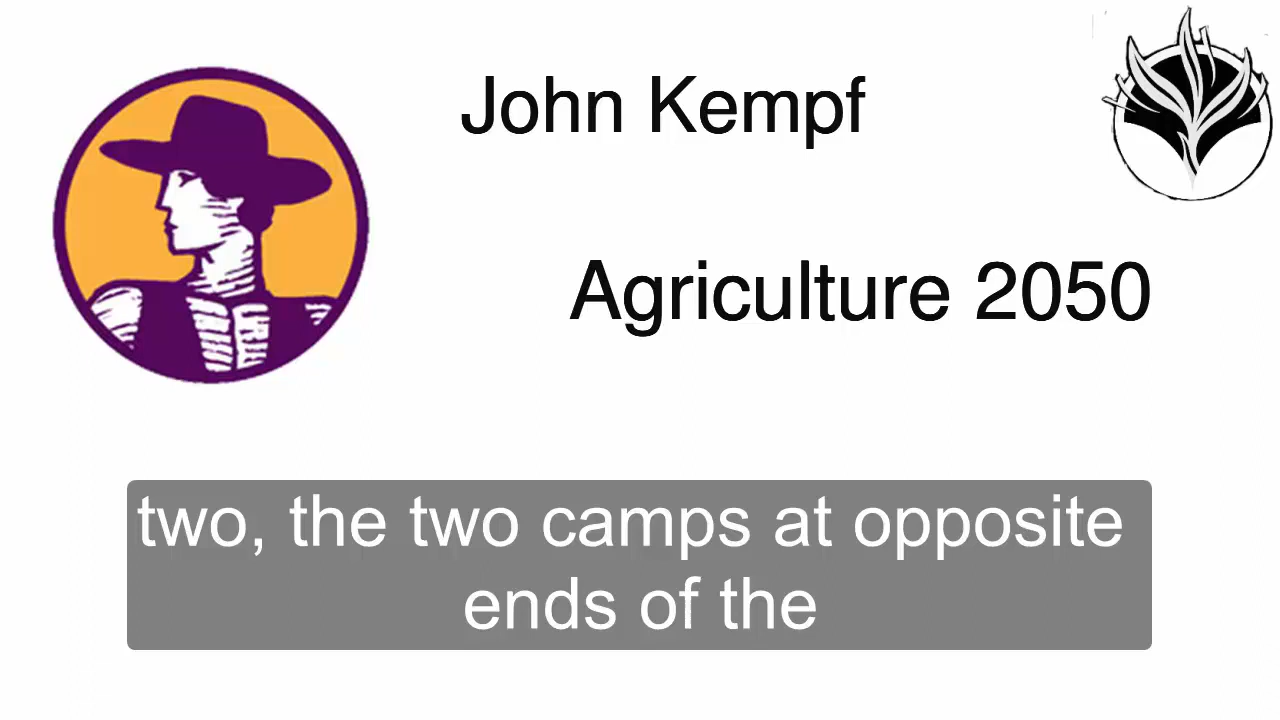 John Kempf
Agriculture 2050
two, the two camps at opposite
ends of the